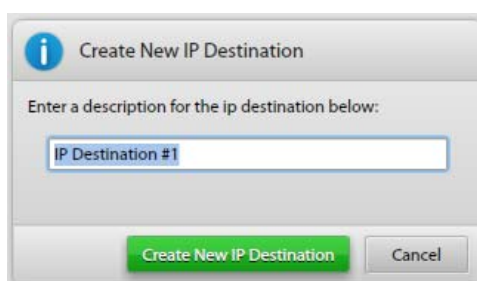 Create New IP Destination
Enter a description for the ip destination below:
IP Destination #1
Create New IP Destination
Cancel